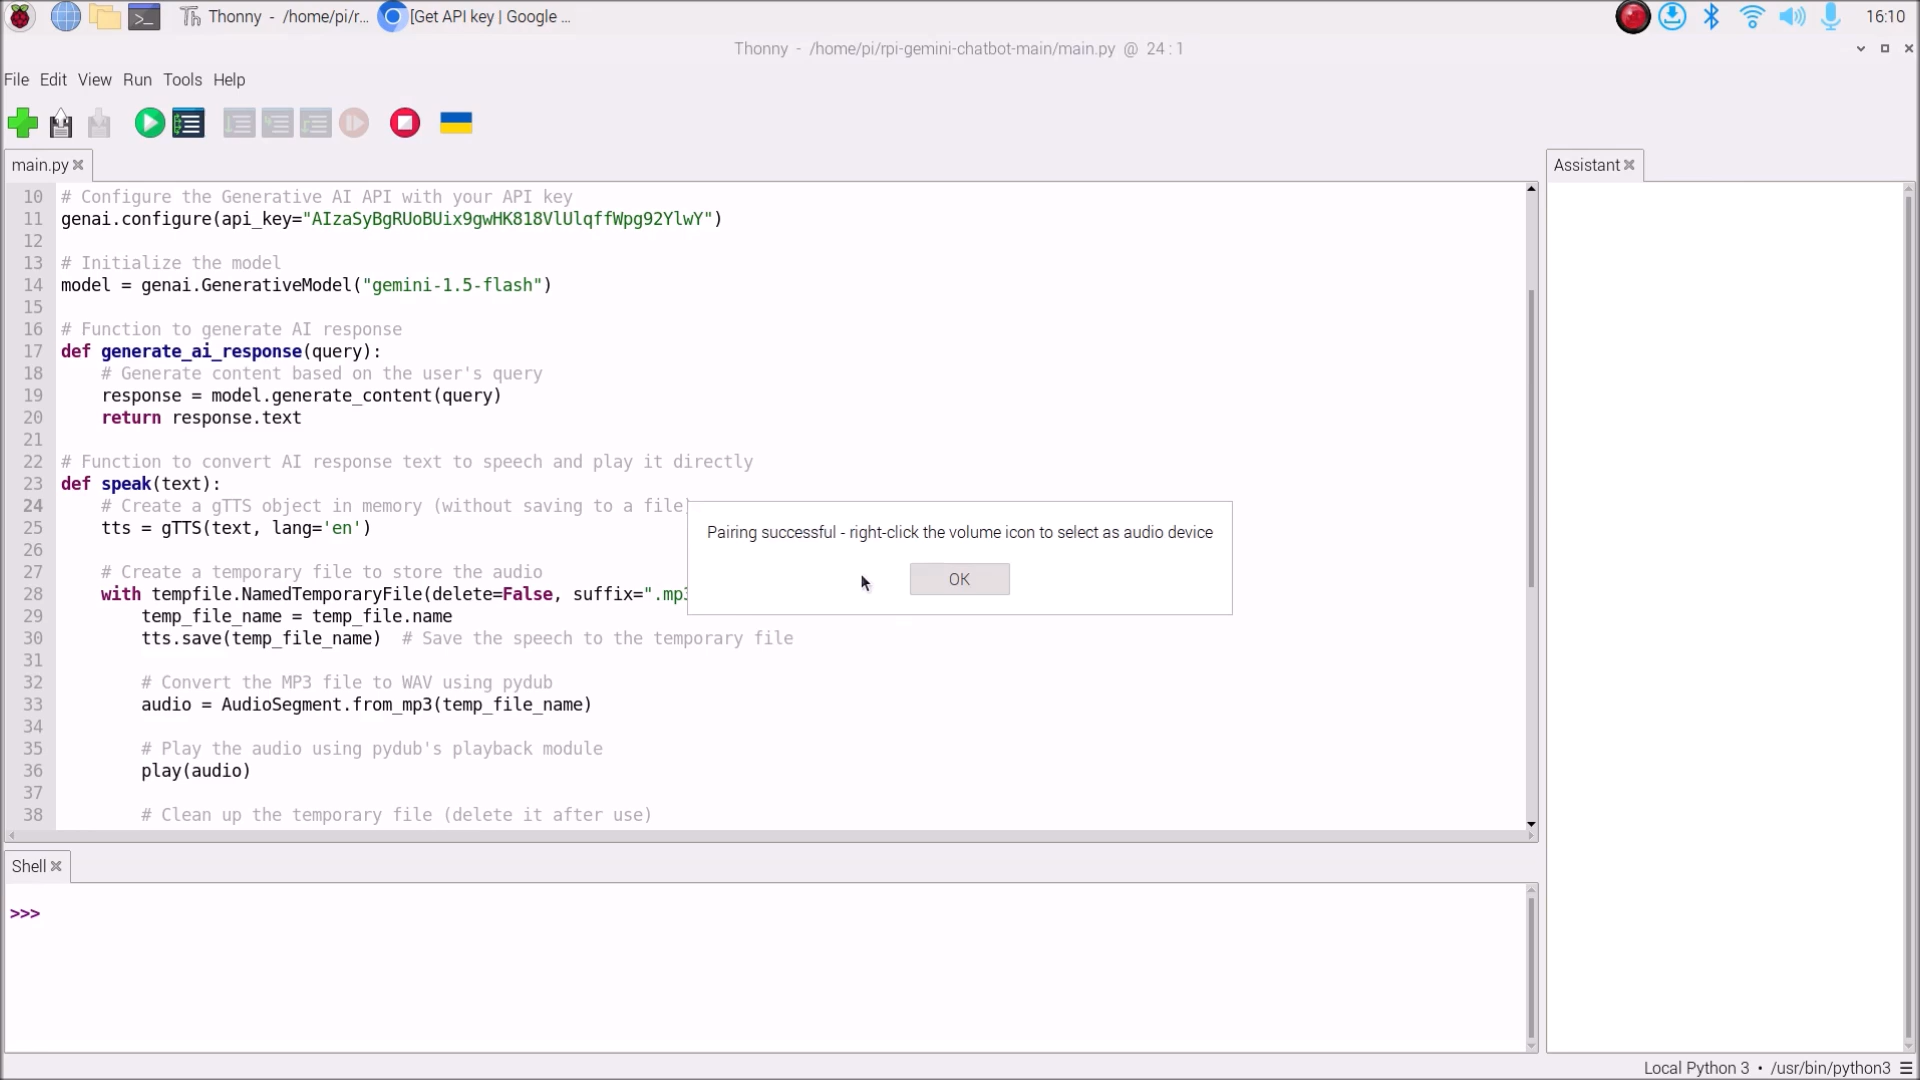 Thonny - /home/pi/r... [Get API key | Google ... 16:10
Thonny - /home/pi/rpi-gemini-chatbot-main/main.py @ 24 : 1
File Edit View Run Tools Help
main.py
Assistant
10 # Configure the Generative AI API with your API key
11 genai.configure(api_key="AIzaSyBgRUoBUix9gwHK818VlUlqffWpg92YlwY")
12
13 # Initialize the model
14 model = genai.GenerativeModel("gemini-1.5-flash")
15
16 # Function to generate AI response
17 def generate_ai_response(query):
18 # Generate content based on the user's query
19 response = model.generate_content(query)
20 return response.text
21
22 # Function to convert AI response text to speech and play it directly
23 def speak(text):
24 # Create a gTTS object in memory (without saving to a file)
25 tts = gTTS(text, lang='en')
26
27 # Create a temporary file to store the audio
28 with tempfile.NamedTemporaryFile(delete=False, suffix=".mp3
29 temp_file_name = temp_file.name
30 tts.save(temp_file_name) # Save the speech to the temporary file
31
32 # Convert the MP3 file to WAV using pydub
33 audio = AudioSegment.from_mp3(temp_file_name)
34
35 # Play the audio using pydub's playback module
36 play(audio)
37
38 # Clean up the temporary file (delete it after use)
Pairing successful - right-click the volume icon to select as audio device
OK
Shell
>>>
Local Python 3 • /usr/bin/python3 ☰